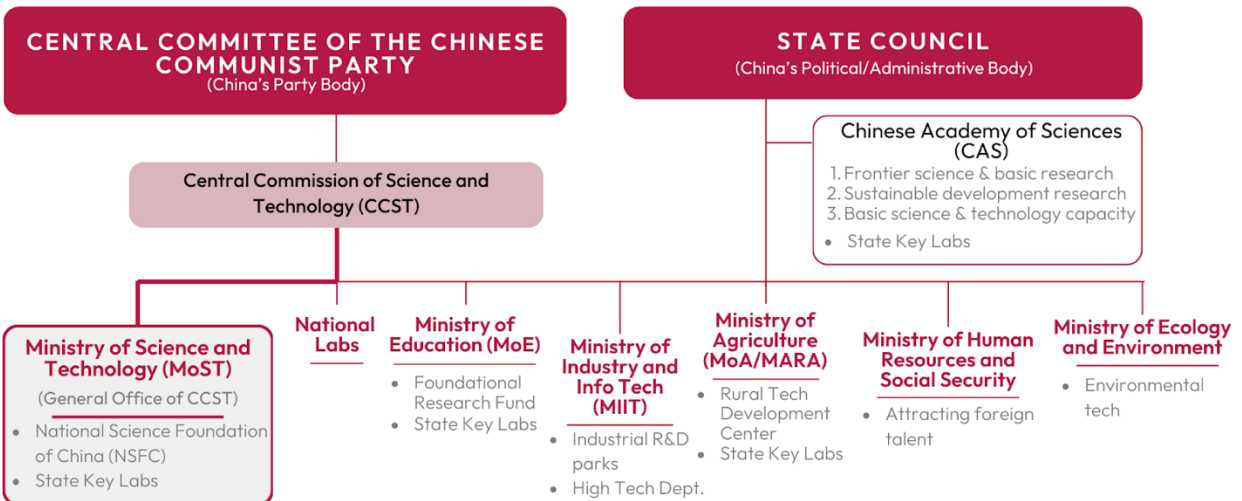 CENTRAL COMMITTEE OF THE CHINESE
COMMUNIST PARTY
(China's Party Body)
STATE COUNCIL
(China's Political/Administrative Body)
Chinese Academy of Sciences
(CAS)
1. Frontier science & basic research
2. Sustainable development research
3. Basic science & technology capacity
• State Key Labs
Central Commission of Science and
Technology (CCST)
Ministry of Science and
Technology (MoST)
(General Office of CCST)
• National Science Foundation
of China (NSFC)
• State Key Labs
National
Labs
Ministry of
Education (MoE)
• Foundational
Research Fund
• State Key Labs
Ministry of
Industry and
Info Tech
(MIIT)
• Industrial R&D
parks
• High Tech Dept.
Ministry of
Agriculture
(MoA/MARA)
• Rural Tech
Development
Center
• State Key Labs
Ministry of Human
Resources and
Social Security
• Attracting foreign
talent
Ministry of Ecology
and Environment
• Environmental
tech